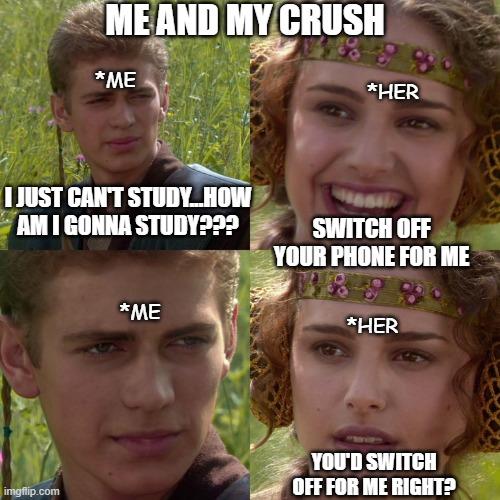 ME AND MY CRUSH
*ME
*HER
I JUST CAN'T STUDY...HOW
AM I GONNA STUDY???
SWITCH OFF
YOUR PHONE FOR ME
*ME
*HER
YOU'D SWITCH
OFF FOR ME RIGHT?
imgflip.com